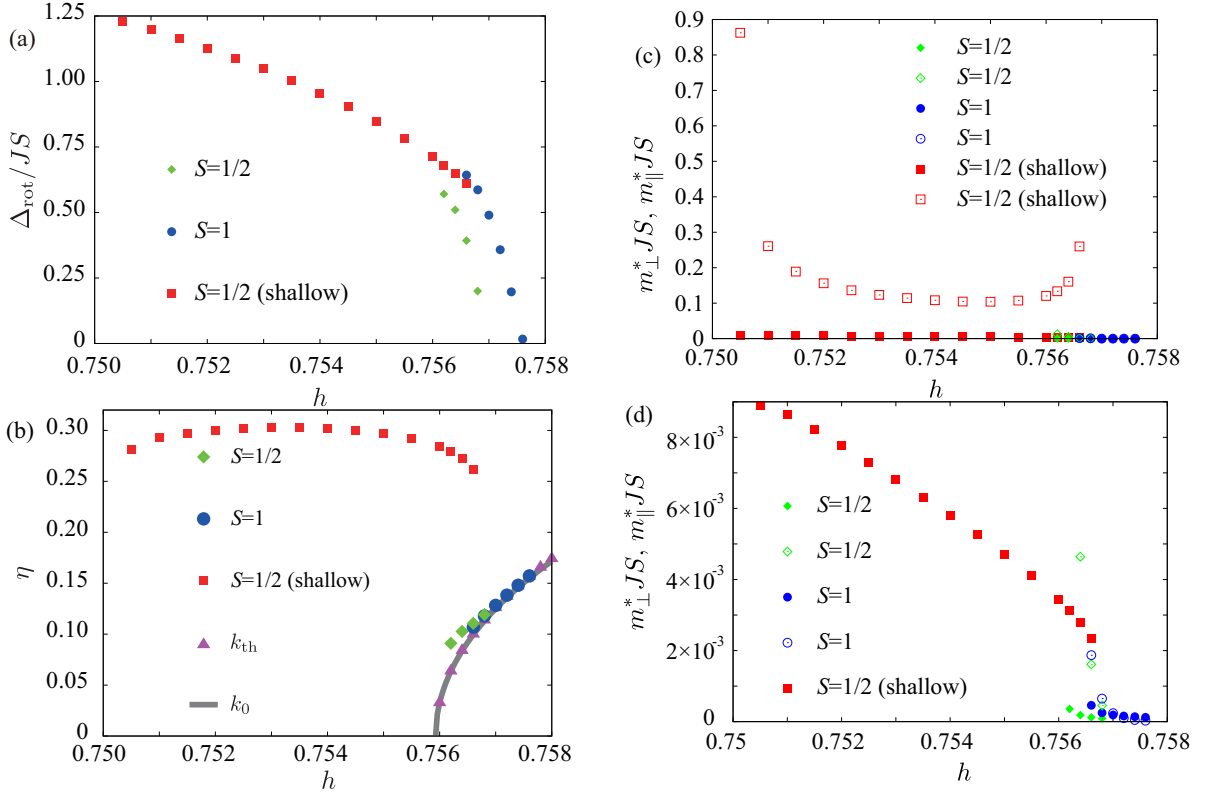 (a)
1.25
1.00
0.75
0.50
0.25
0
Δrot/JS
S=1/2
S=1
S=1/2 (shallow)
0.750 0.752 0.754 0.756 0.758
h
(b)
0.30
0.25
0.20
0.15
0.10
0.05
0
η
S=1/2
S=1
S=1/2 (shallow)
kth
k0
0.750 0.752 0.754 0.756 0.758
h
(c)
0.9
0.8
0.7
0.6
0.5
0.4
0.3
0.2
0.1
0
m*⊥JS, m*∥JS
S=1/2
S=1/2
S=1
S=1
S=1/2 (shallow)
S=1/2 (shallow)
0.750 0.752 0.754 0.756 0.758
h
(d)
8×10-3
6×10-3
4×10-3
2×10-3
0
m*⊥JS, m*∥JS
S=1/2
S=1/2
S=1
S=1
S=1/2 (shallow)
0.75 0.752 0.754 0.756 0.758
h